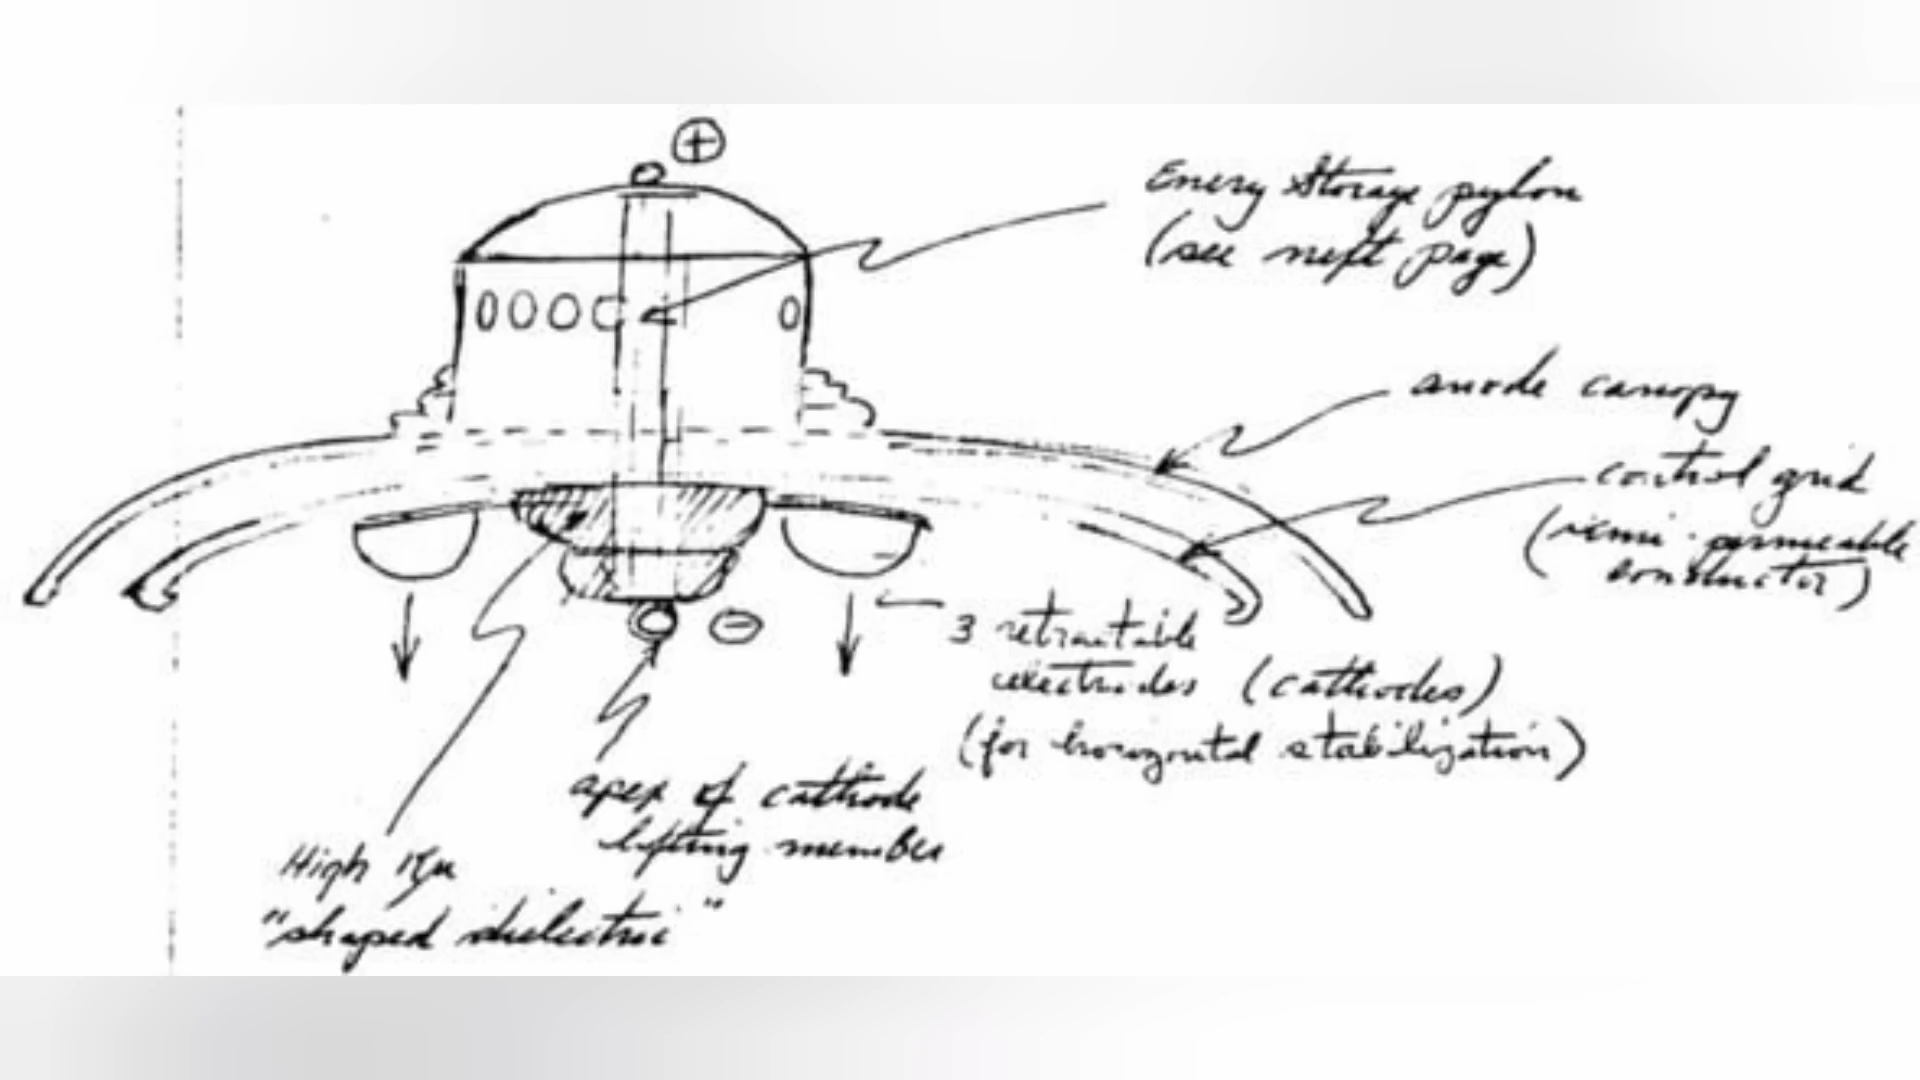 ⊕
Energy Storage pylon
(see next page)
anode canopy
control grid
(semi-permeable
conductor)
⊖
3 retractable
electrodes (cathodes)
(for horizontal stabilization)
apex of cathode
lifting member
High
"shaped dielectric"